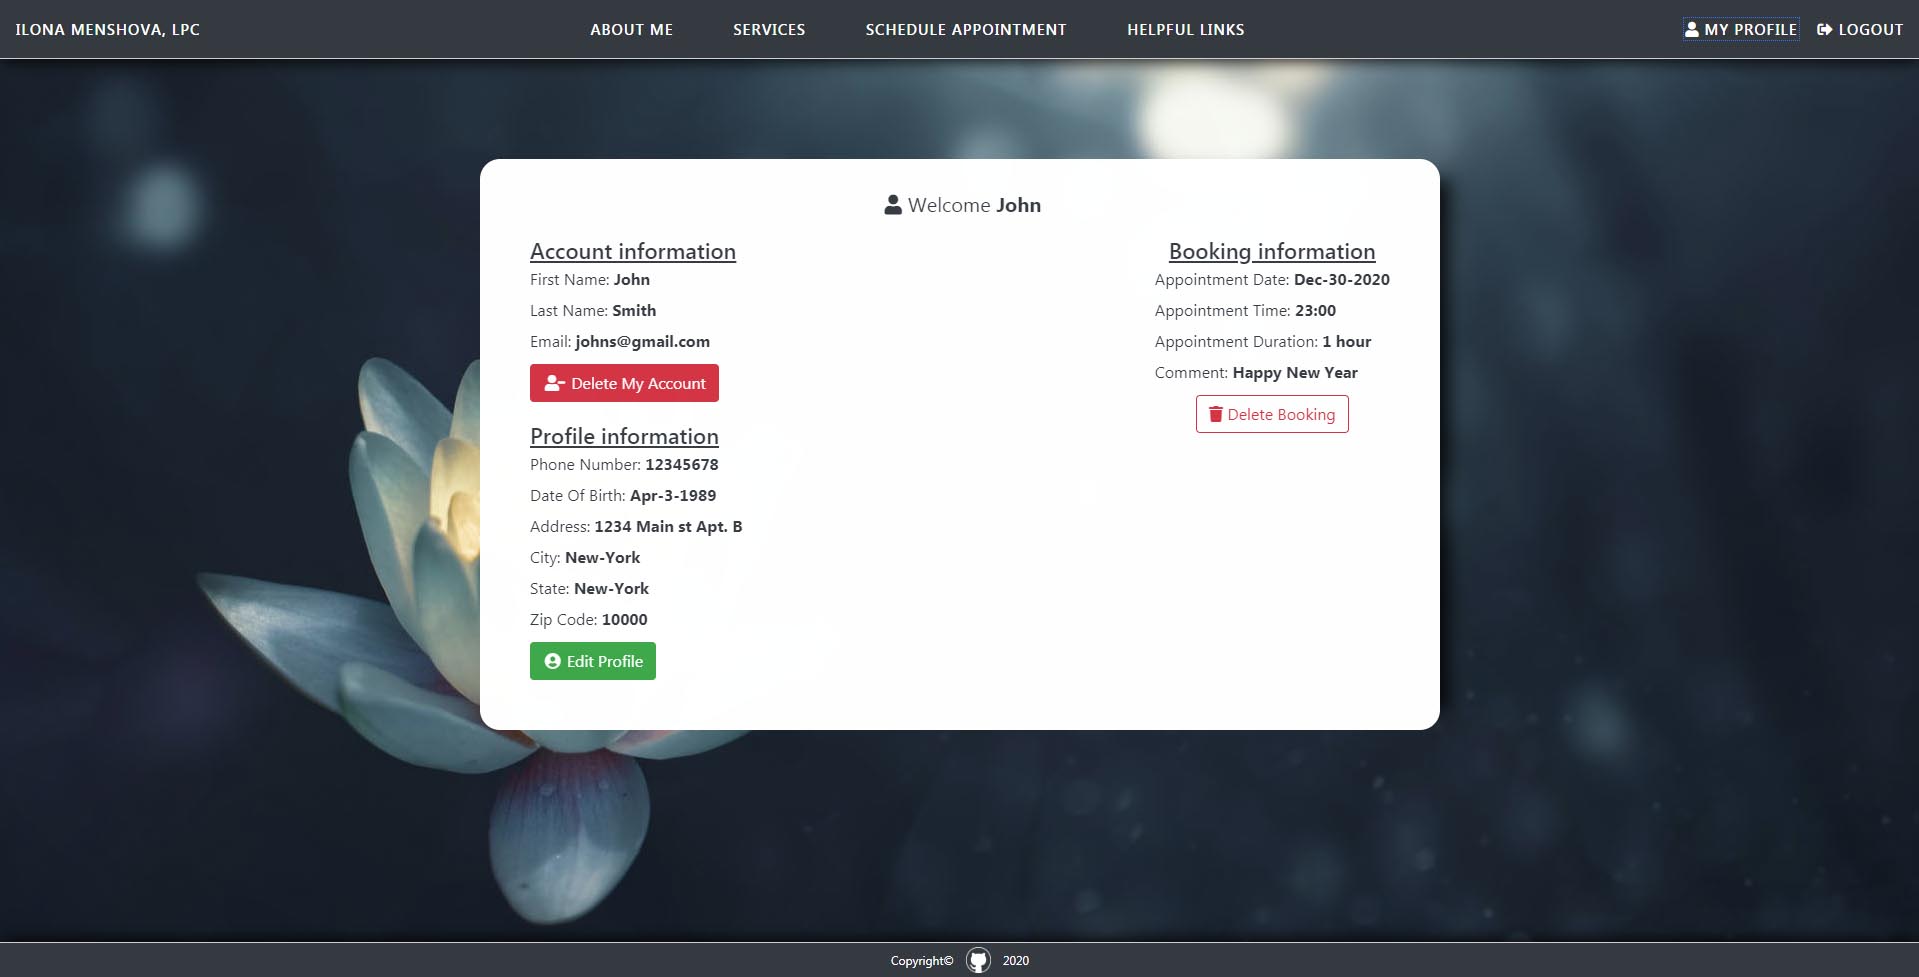 ILONA MENSHOVA, LPC
ABOUT ME
SERVICES
SCHEDULE APPOINTMENT
HELPFUL LINKS
MY PROFILE
LOGOUT
Welcome John
Account information
First Name: John
Last Name: Smith
Email: johns@gmail.com
Delete My Account
Profile information
Phone Number: 12345678
Date Of Birth: Apr-3-1989
Address: 1234 Main st Apt. B
City: New-York
State: New-York
Zip Code: 10000
Edit Profile
Booking information
Appointment Date: Dec-30-2020
Appointment Time: 23:00
Appointment Duration: 1 hour
Comment: Happy New Year
Delete Booking
Copyright© 2020